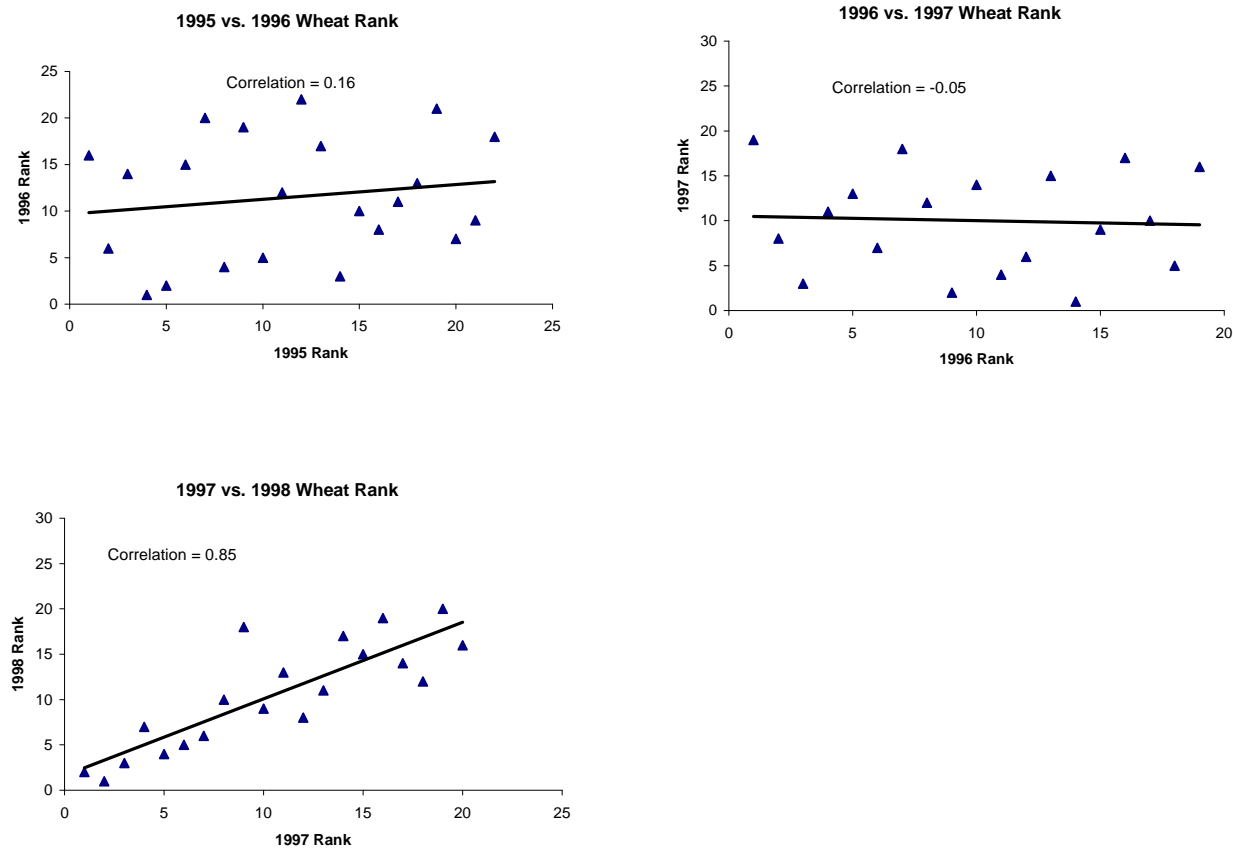 1995 vs. 1996 Wheat Rank
Correlation = 0.16
25
20
15
10
5
0
0 5 10 15 20 25
1996 Rank
1995 Rank
1996 vs. 1997 Wheat Rank
Correlation = -0.05
30
25
20
15
10
5
0
0 5 10 15 20
1997 Rank
1996 Rank
1997 vs. 1998 Wheat Rank
Correlation = 0.85
30
25
20
15
10
5
0
0 5 10 15 20 25
1998 Rank
1997 Rank